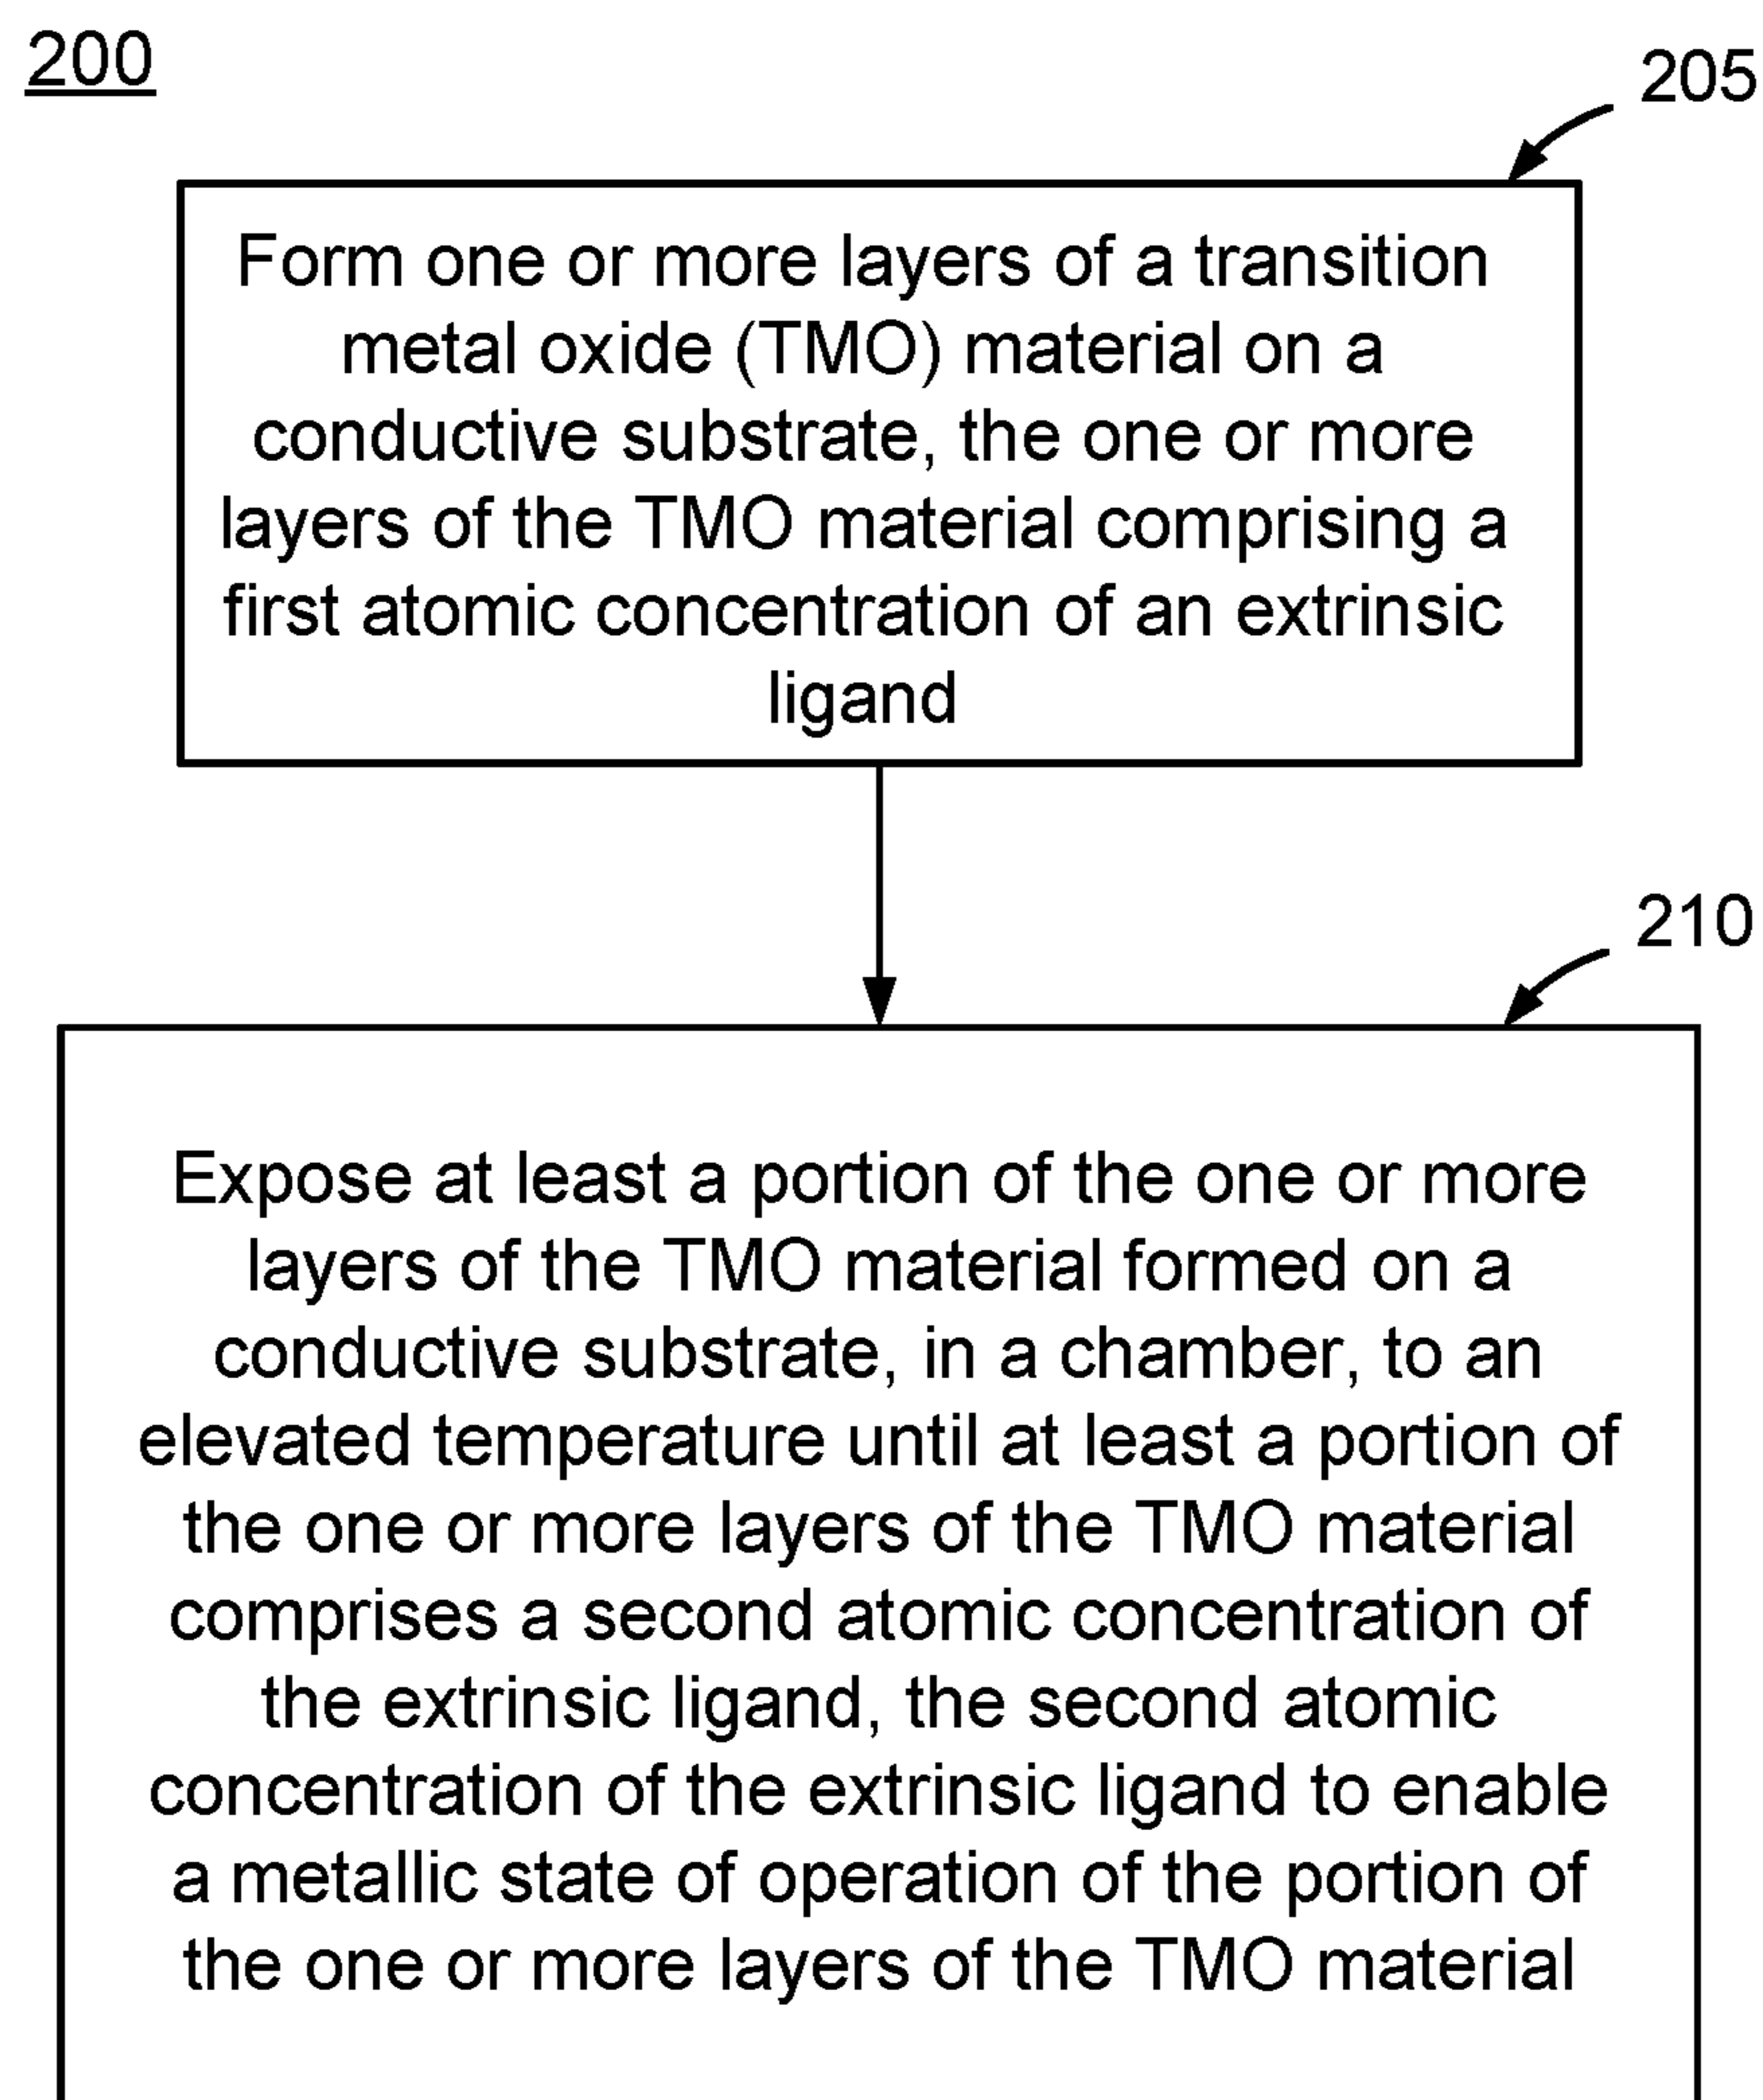 200
205
Form one or more layers of a transition
metal oxide (TMO) material on a
conductive substrate, the one or more
layers of the TMO material comprising a
first atomic concentration of an extrinsic
ligand
210
Expose at least a portion of the one or more
layers of the TMO material formed on a
conductive substrate, in a chamber, to an
elevated temperature until at least a portion of
the one or more layers of the TMO material
comprises a second atomic concentration of
the extrinsic ligand, the second atomic
concentration of the extrinsic ligand to enable
a metallic state of operation of the portion of
the one or more layers of the TMO material